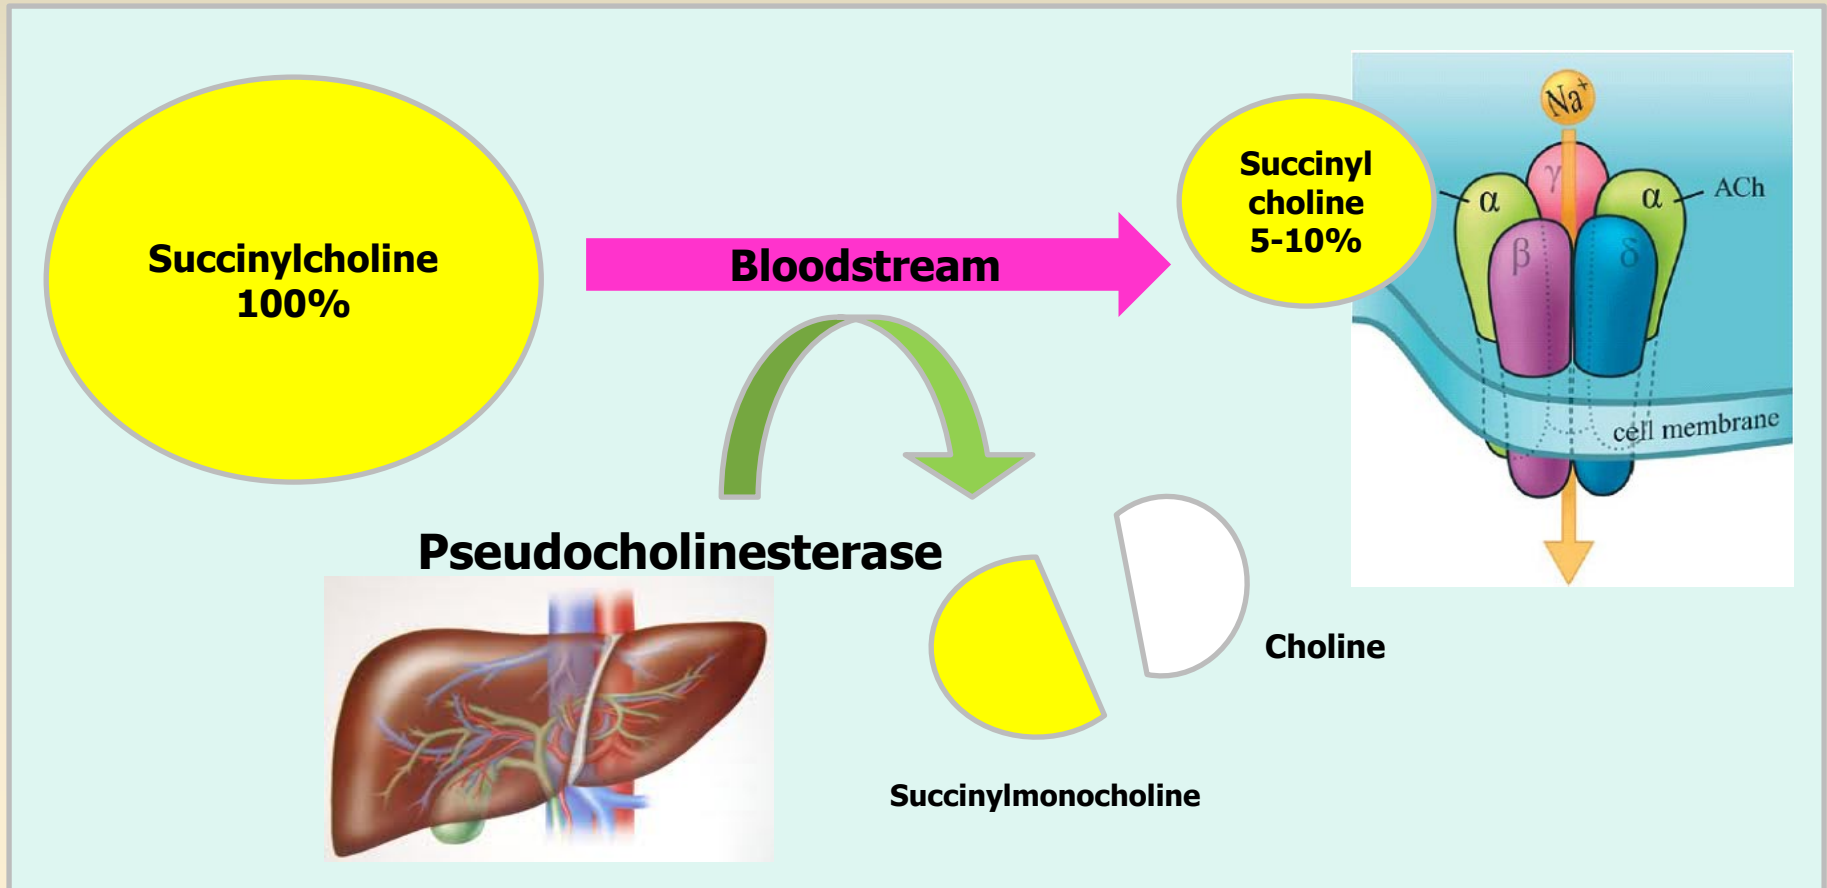 Succinylcholine
100%
Bloodstream
Succinyl
choline
5-10%
Na+
γ
α
α
ACh
β
δ
cell membrane
Pseudocholinesterase
Choline
Succinylmonocholine